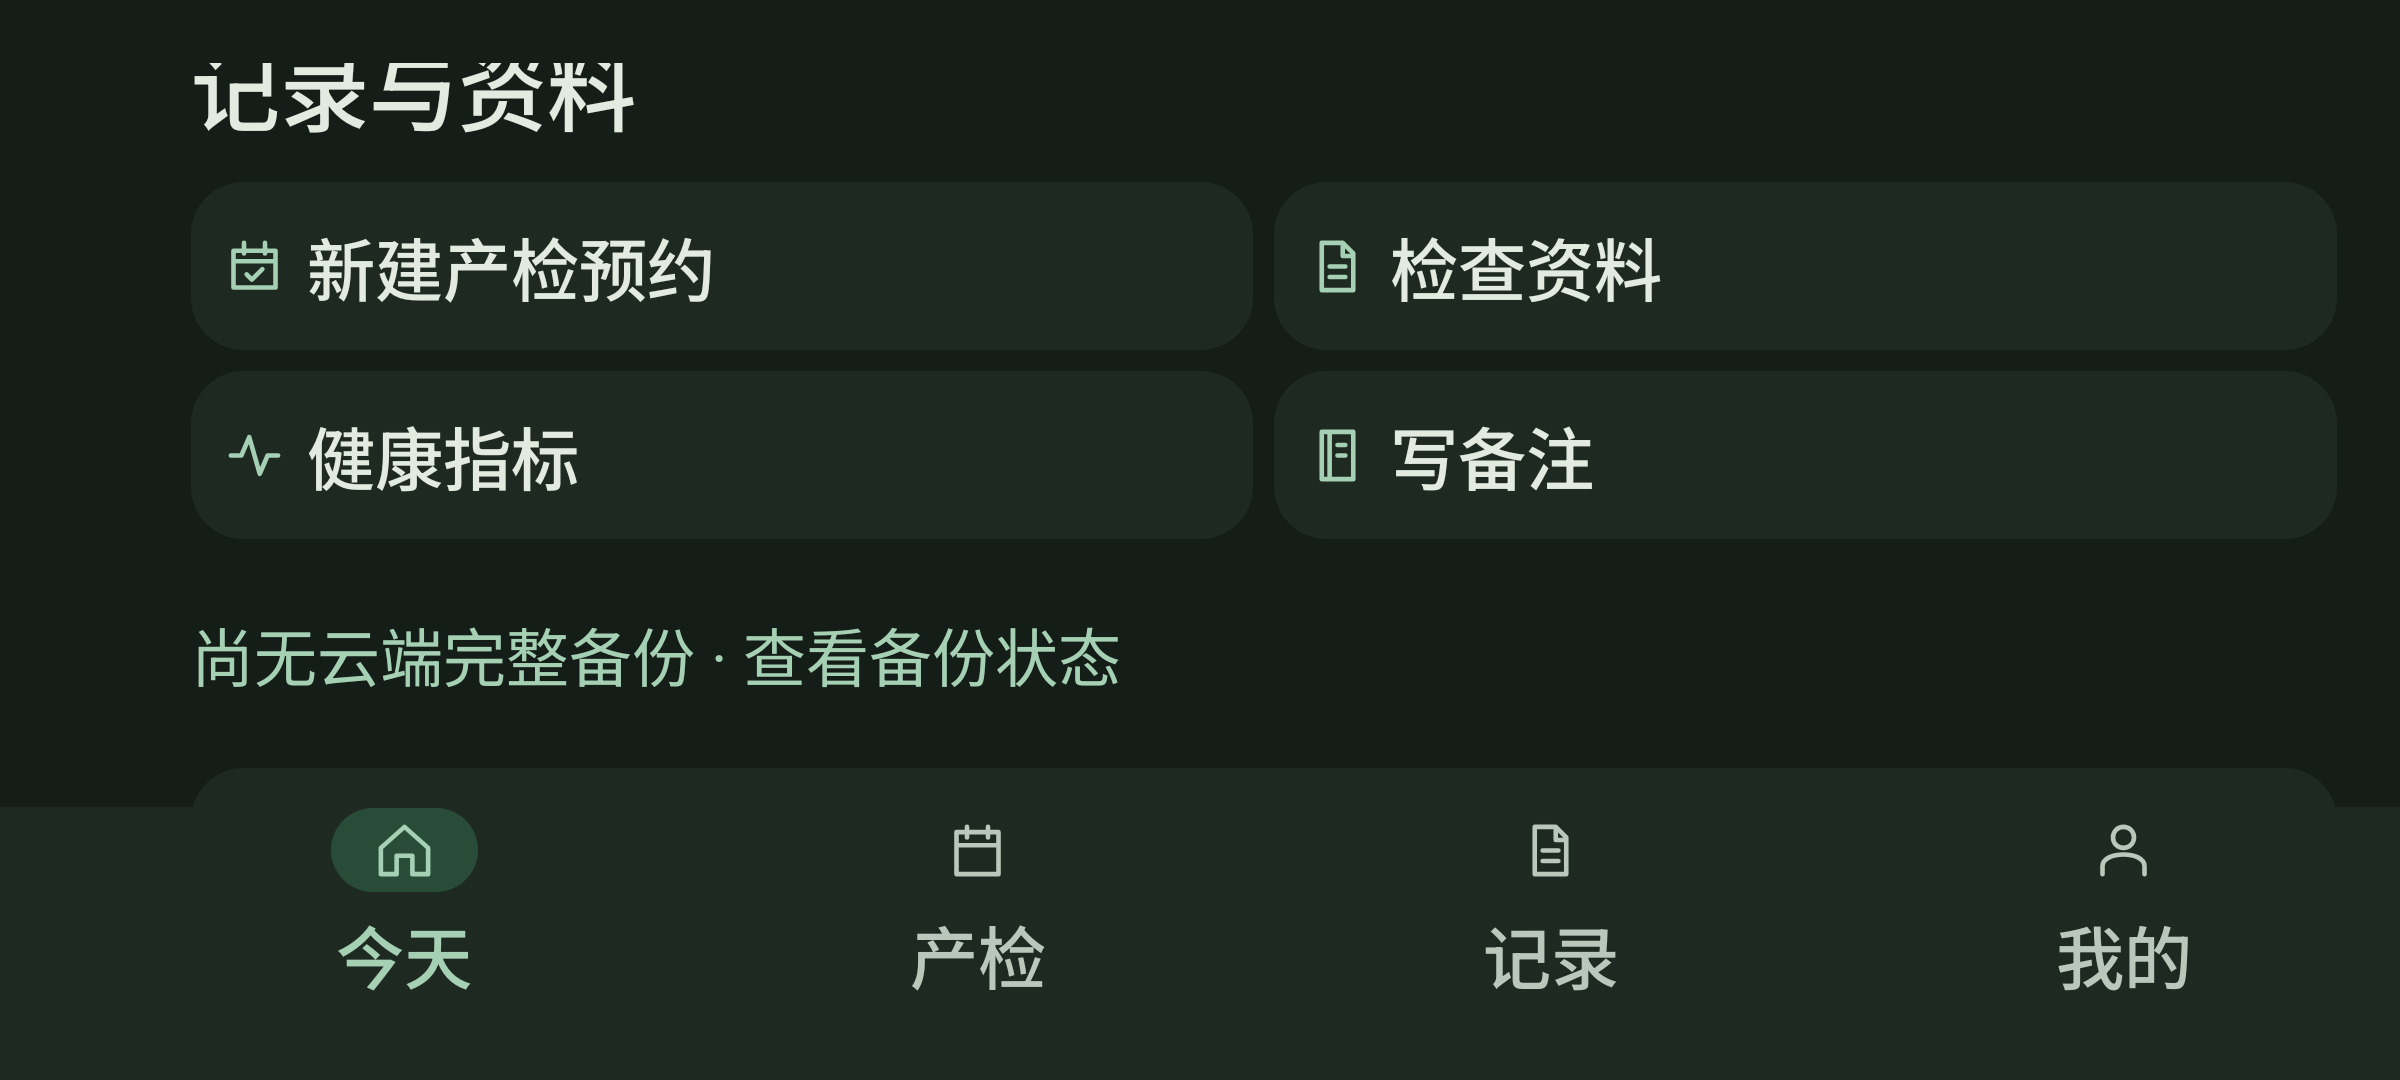 记录与资料
新建产检预约
检查资料
健康指标
写备注
尚无云端完整备份 · 查看备份状态
今天
产检
记录
我的